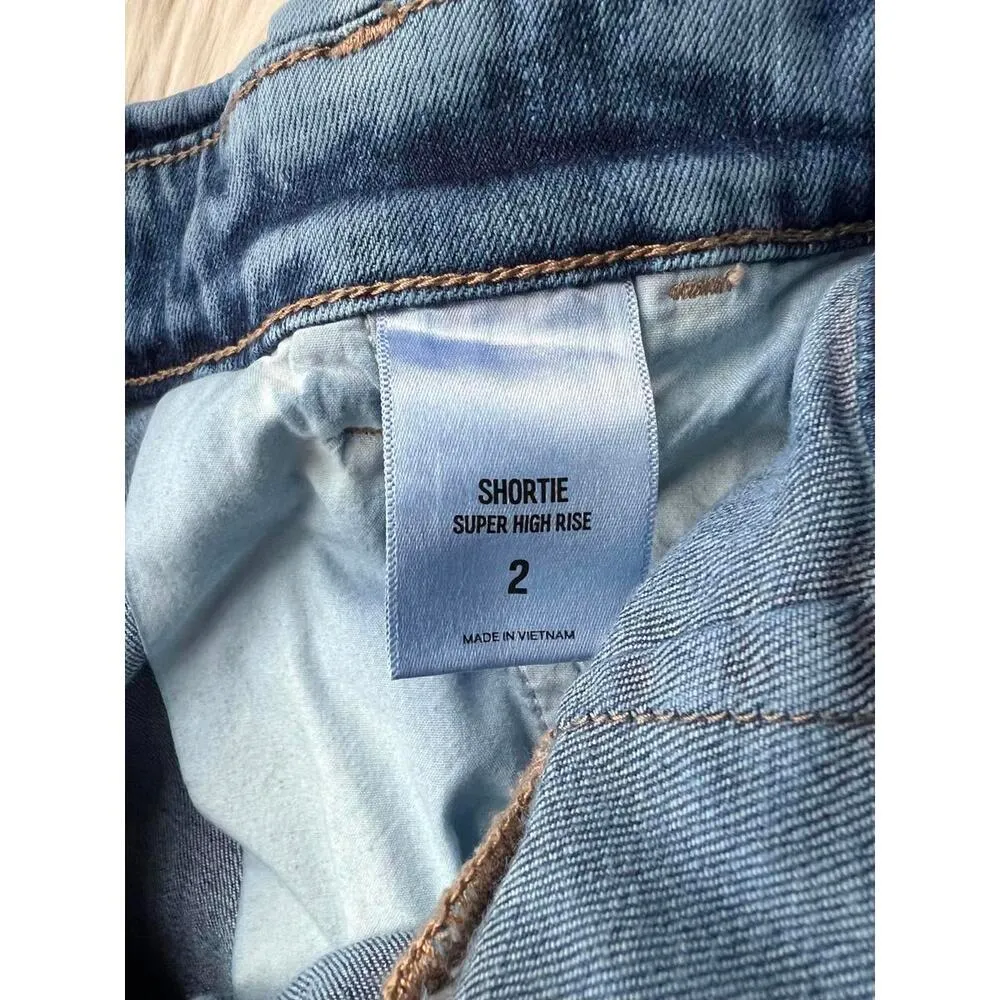 SHORTIE
SUPER HIGH RISE
2
MADE IN VIETNAM